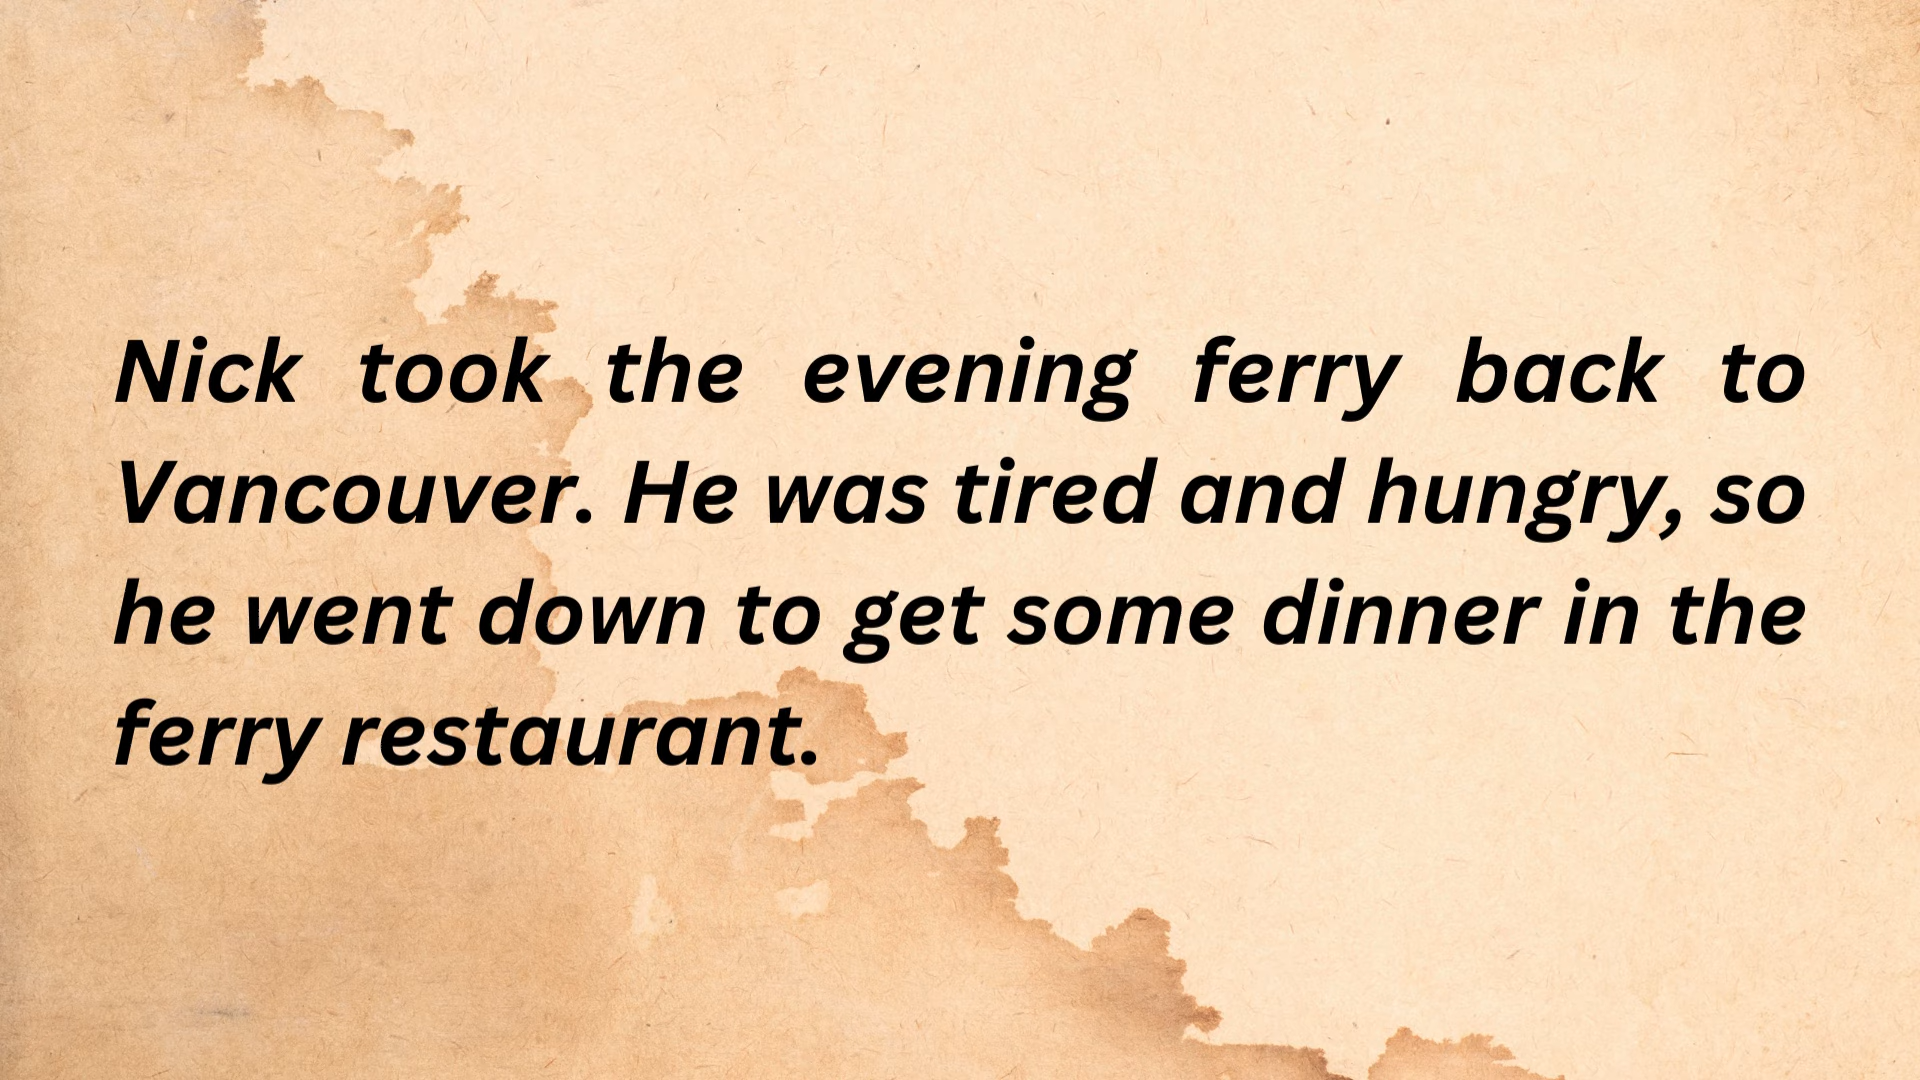 Nick took the evening ferry back to
Vancouver. He was tired and hungry, so
he went down to get some dinner in the
ferry restaurant.